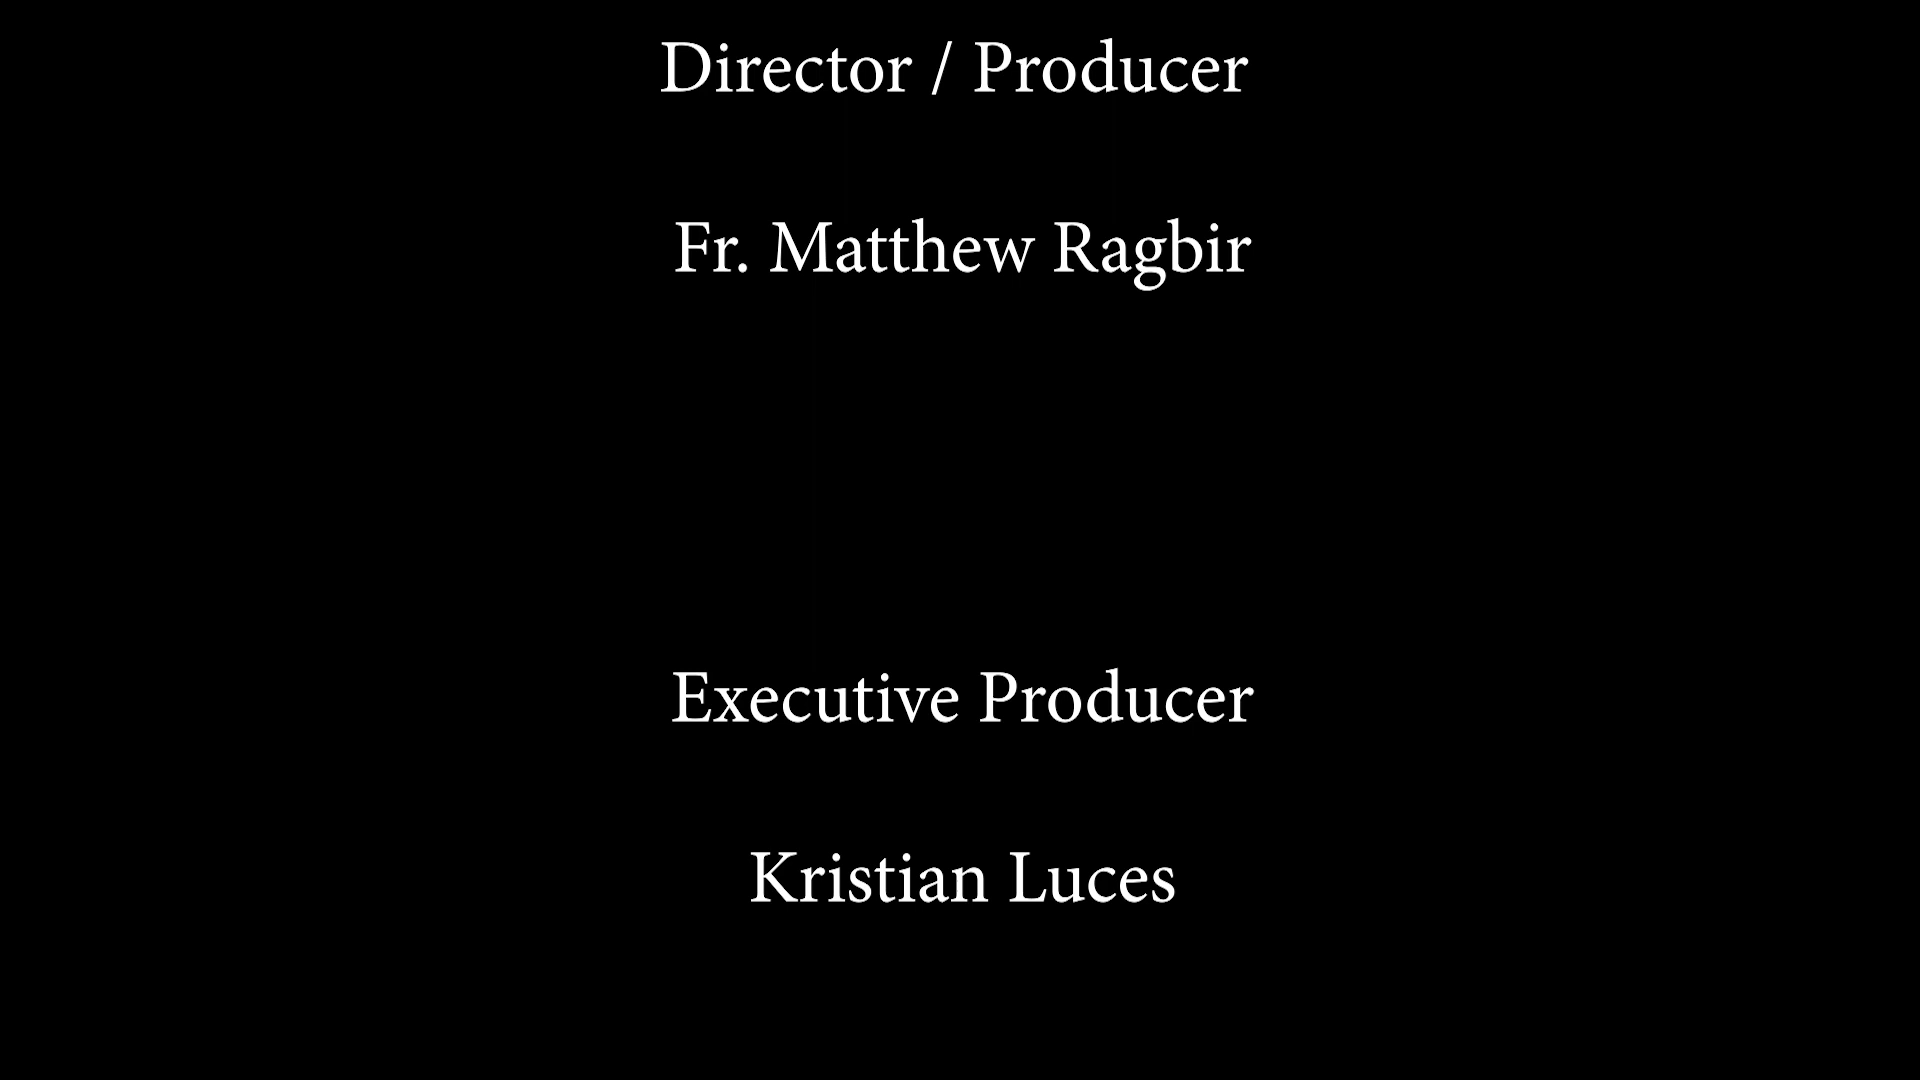 Director / Producer
Fr. Matthew Ragbir
Executive Producer
Kristian Luces